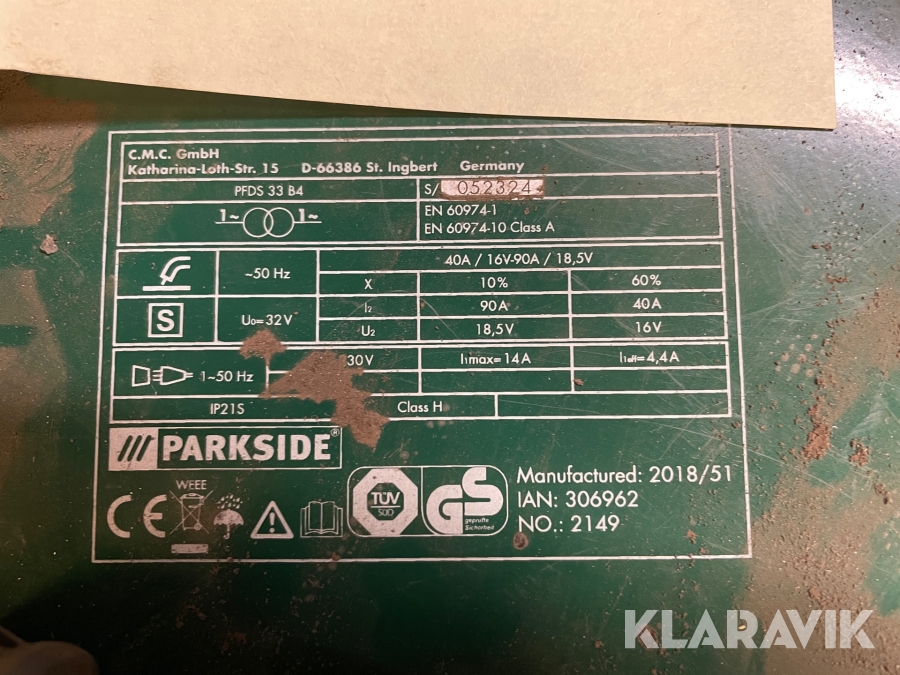 C.M.C. GmbH
Katharina-Loth-Str. 15 D-66386 St. Ingbert Germany
PFDS 33 B4 S/ 052324
1~ 1~ EN 60974-1
EN 60974-10 Class A
~50 Hz 40A / 16V-90A / 18,5V
X 10% 60%
S U0=32V I2 90A 40A
U2 18,5V 16V
1~50 Hz 30V I1max=14A I1eff=4,4A
IP21S Class H
PARKSIDE®
CE WEEE TÜV SÜD GS geprüfte Sicherheit
Manufactured: 2018/51
IAN: 306962
NO.: 2149
KLARAVIK